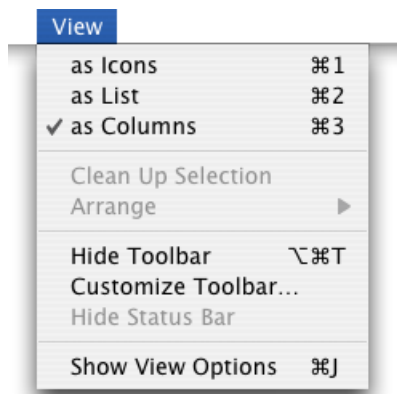 View
as Icons ⌘1
as List ⌘2
✓ as Columns ⌘3
Clean Up Selection
Arrange ▶
Hide Toolbar ⌥⌘T
Customize Toolbar...
Hide Status Bar
Show View Options ⌘J